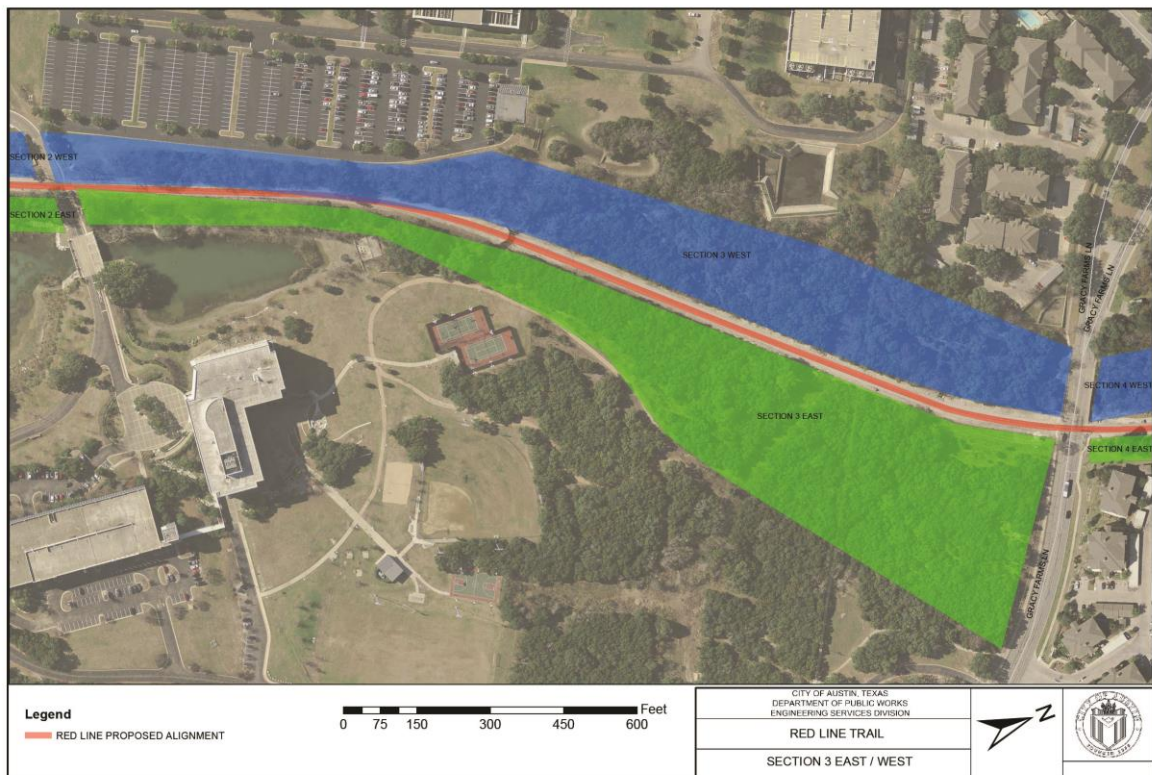 SECTION 2 WEST
SECTION 2 EAST
SECTION 3 WEST
GRACY FARMS LN
GRACY FARMS LN
SECTION 4 WEST
SECTION 3 EAST
SECTION 4 EAST
GRACY FARMS LN
Legend
RED LINE PROPOSED ALIGNMENT
Feet
0 75 150 300 450 600
CITY OF AUSTIN, TEXAS
DEPARTMENT OF PUBLIC WORKS
ENGINEERING SERVICES DIVISION
RED LINE TRAIL
SECTION 3 EAST / WEST
N